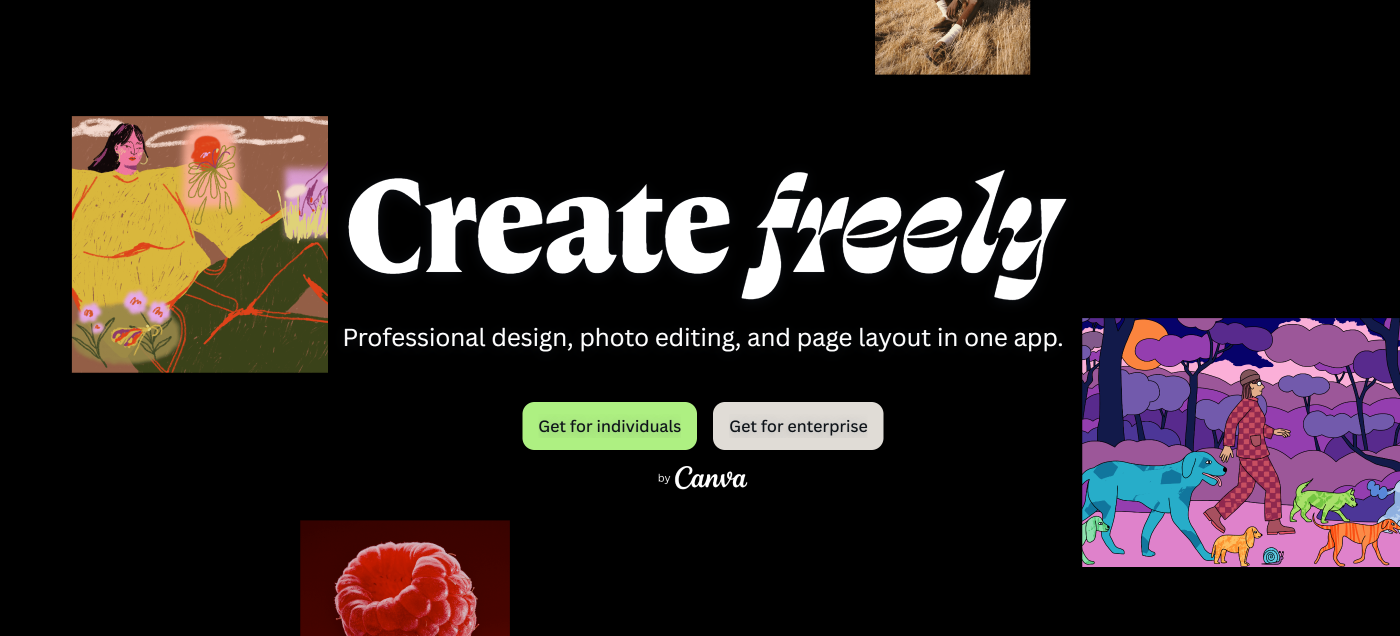 Create freely
Professional design, photo editing, and page layout in one app.
Get for individuals
Get for enterprise
by Canva